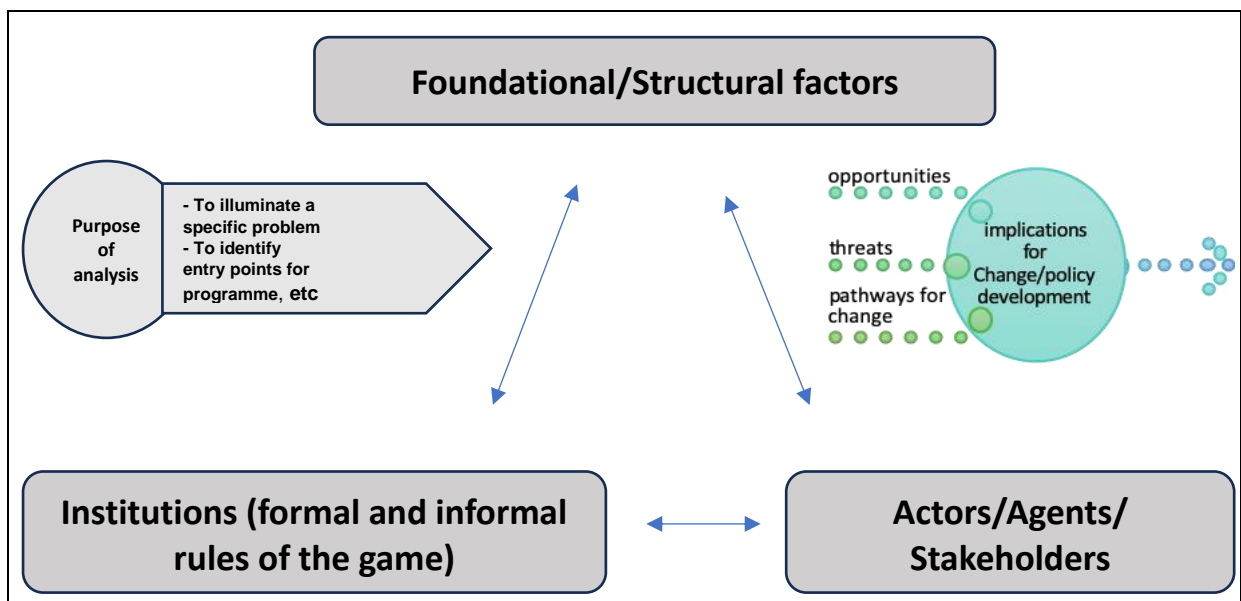 Foundational/Structural factors
Purpose
of
analysis
- To illuminate a
specific problem
- To identify
entry points for
programme, etc
opportunities
threats
pathways for
change
implications
for
Change/policy
development
Institutions (formal and informal
rules of the game)
Actors/Agents/
Stakeholders